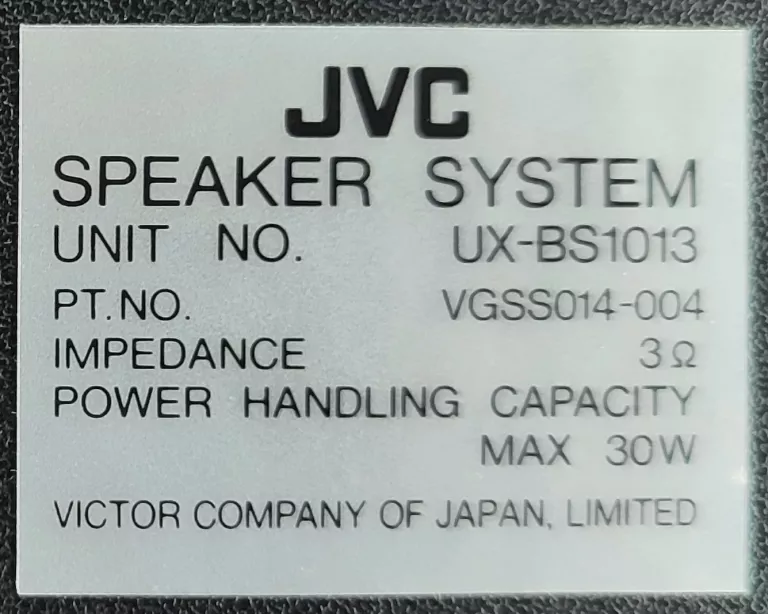 JVC
SPEAKER SYSTEM
UNIT NO. UX-BS1013
PT.NO. VGSS014-004
IMPEDANCE 3Ω
POWER HANDLING CAPACITY
MAX 30W
VICTOR COMPANY OF JAPAN, LIMITED